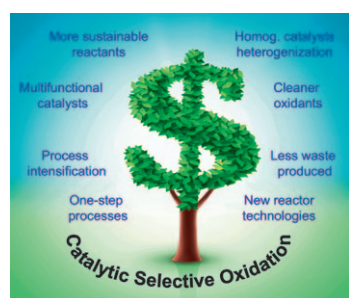 More sustainable
reactants
Homog. catalysts
heterogenization
Multifunctional
catalysts
Cleaner
oxidants
Process
intensification
Less waste
produced
One-step
processes
New reactor
technologies
Catalytic Selective Oxidation